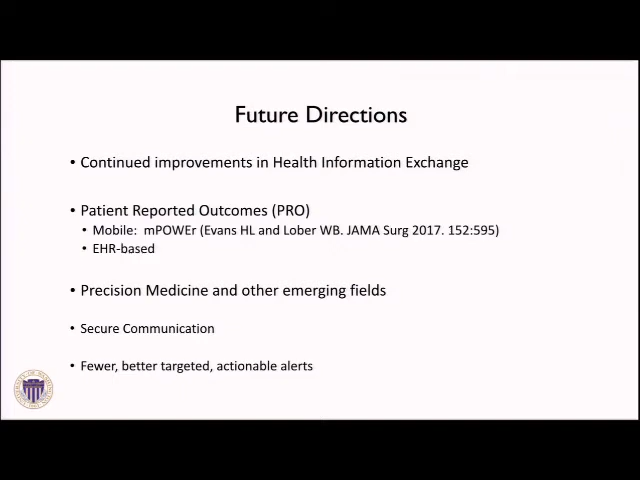 Future Directions
• Continued improvements in Health Information Exchange
• Patient Reported Outcomes (PRO)
• Mobile: mPOWEr (Evans HL and Lober WB. JAMA Surg 2017. 152:595)
• EHR-based
• Precision Medicine and other emerging fields
• Secure Communication
• Fewer, better targeted, actionable alerts